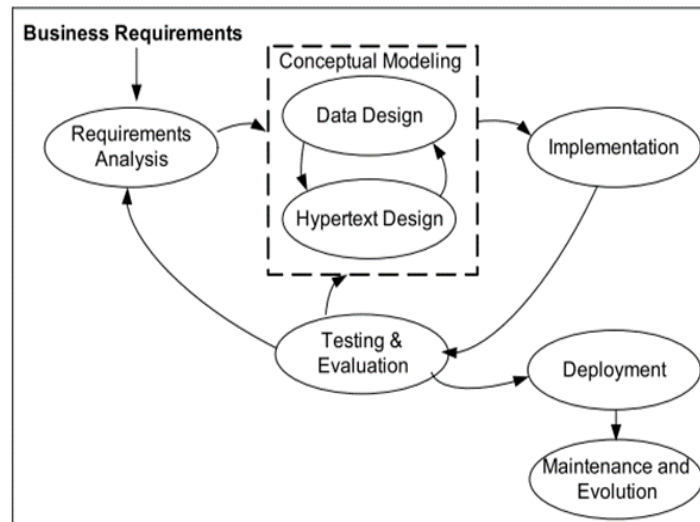 Business Requirements
Conceptual Modeling
Data Design
Requirements
Analysis
Implementation
Hypertext Design
Testing &
Evaluation
Deployment
Maintenance and
Evolution